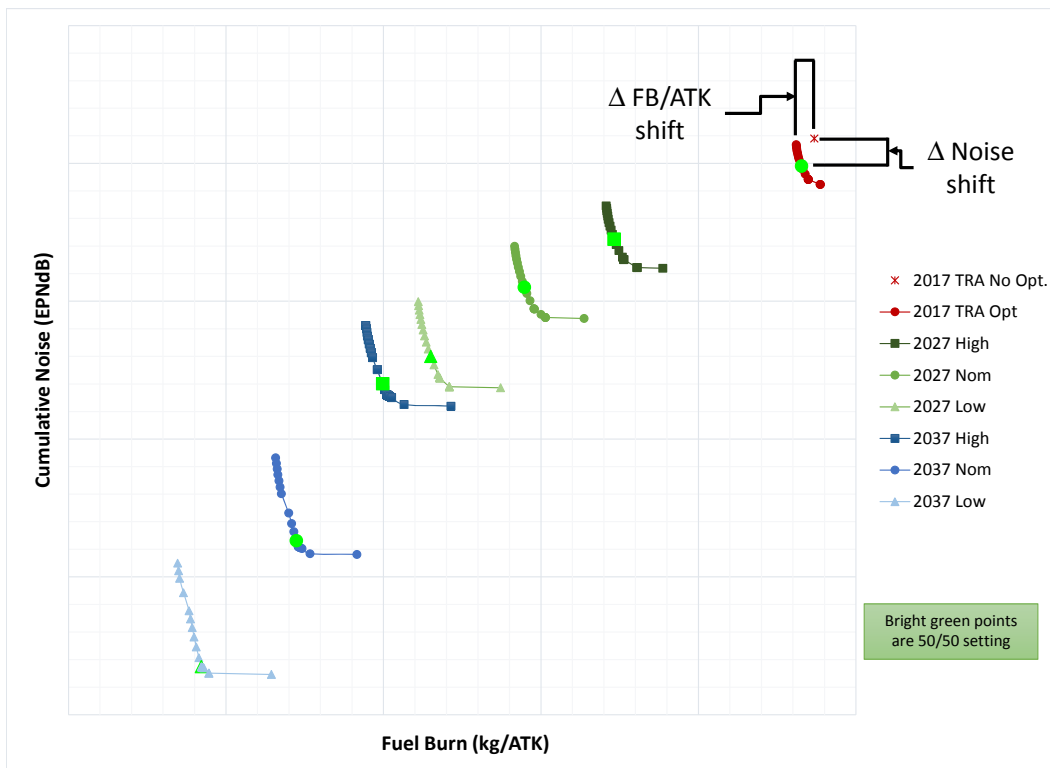 Δ FB/ATK
shift
Δ Noise
shift
Cumulative Noise (EPNdB)
2017 TRA No Opt.
2017 TRA Opt
2027 High
2027 Nom
2027 Low
2037 High
2037 Nom
2037 Low
Bright green points
are 50/50 setting
Fuel Burn (kg/ATK)